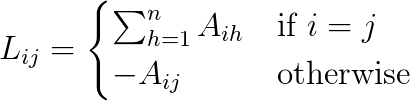 L_{ij} = \begin{cases} \sum_{h=1}^{n} A_{ih} & \text{if } i = j \\ -A_{ij} & \text{otherwise} \end{cases}